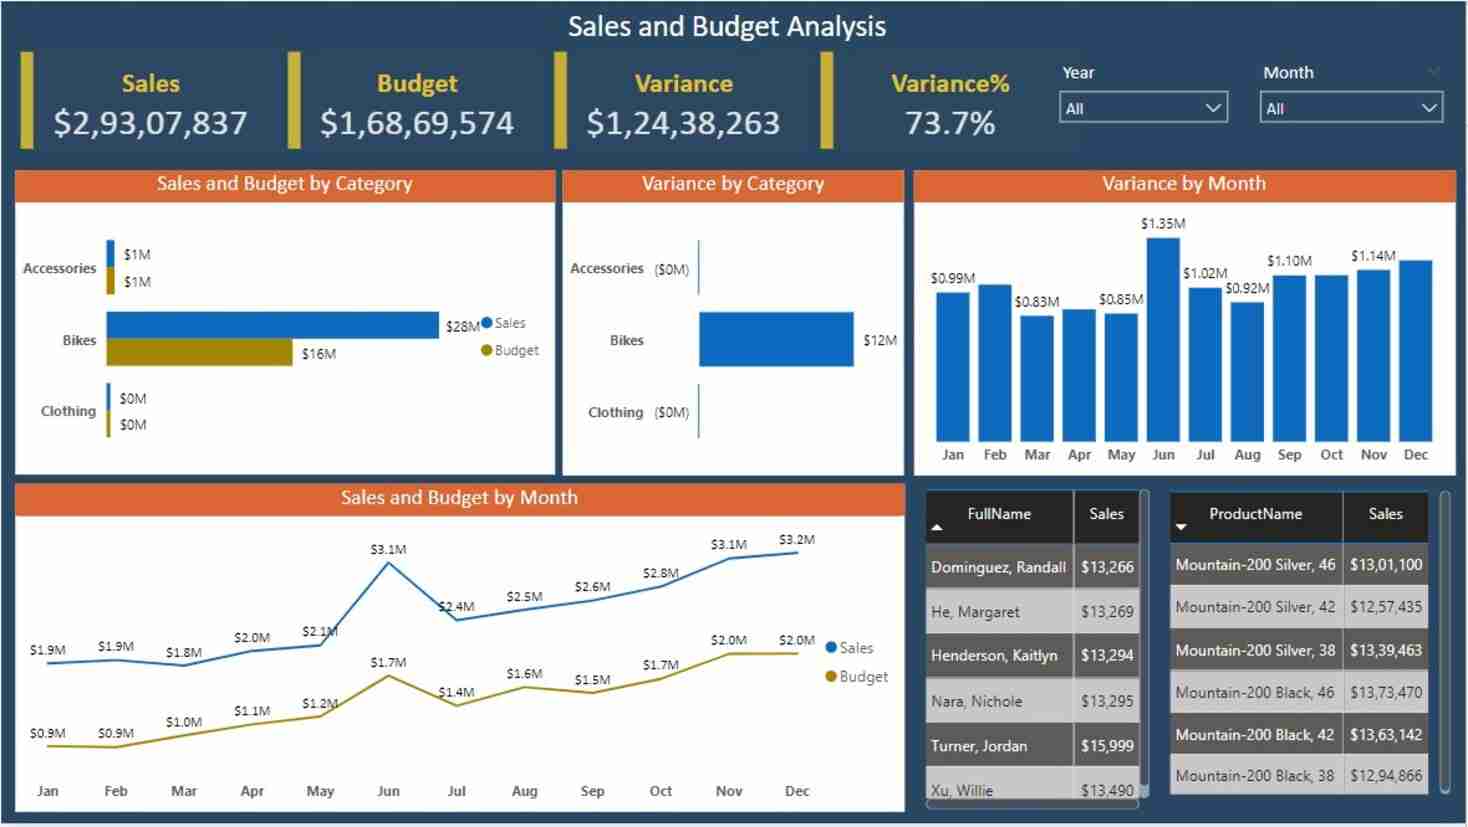 Sales and Budget Analysis
Sales
$2,93,07,837
Budget
$1,68,69,574
Variance
$1,24,38,263
Variance%
73.7%
Year
All
Month
All
Sales and Budget by Category
Accessories
$1M
$1M
Bikes
$28M
$16M
Clothing
$0M
$0M
Sales
Budget
Variance by Category
Accessories ($0M)
Bikes $12M
Clothing ($0M)
Variance by Month
$0.99M $0.83M $0.85M $1.35M $1.02M $0.92M $1.10M $1.14M
Jan Feb Mar Apr May Jun Jul Aug Sep Oct Nov Dec
Sales and Budget by Month
$1.9M $1.9M $1.8M $2.0M $2.1M $3.1M $2.4M $2.5M $2.6M $2.8M $3.1M $3.2M
$0.9M $0.9M $1.0M $1.1M $1.2M $1.7M $1.4M $1.6M $1.5M $1.7M $2.0M $2.0M
Sales
Budget
Jan Feb Mar Apr May Jun Jul Aug Sep Oct Nov Dec
FullName Sales
Dominguez, Randall $13,266
He, Margaret $13,269
Henderson, Kaitlyn $13,294
Nara, Nichole $13,295
Turner, Jordan $15,999
Xu, Willie $13,490
ProductName Sales
Mountain-200 Silver, 46 $13,01,100
Mountain-200 Silver, 42 $12,57,435
Mountain-200 Silver, 38 $13,39,463
Mountain-200 Black, 46 $13,73,470
Mountain-200 Black, 42 $13,63,142
Mountain-200 Black, 38 $12,94,866